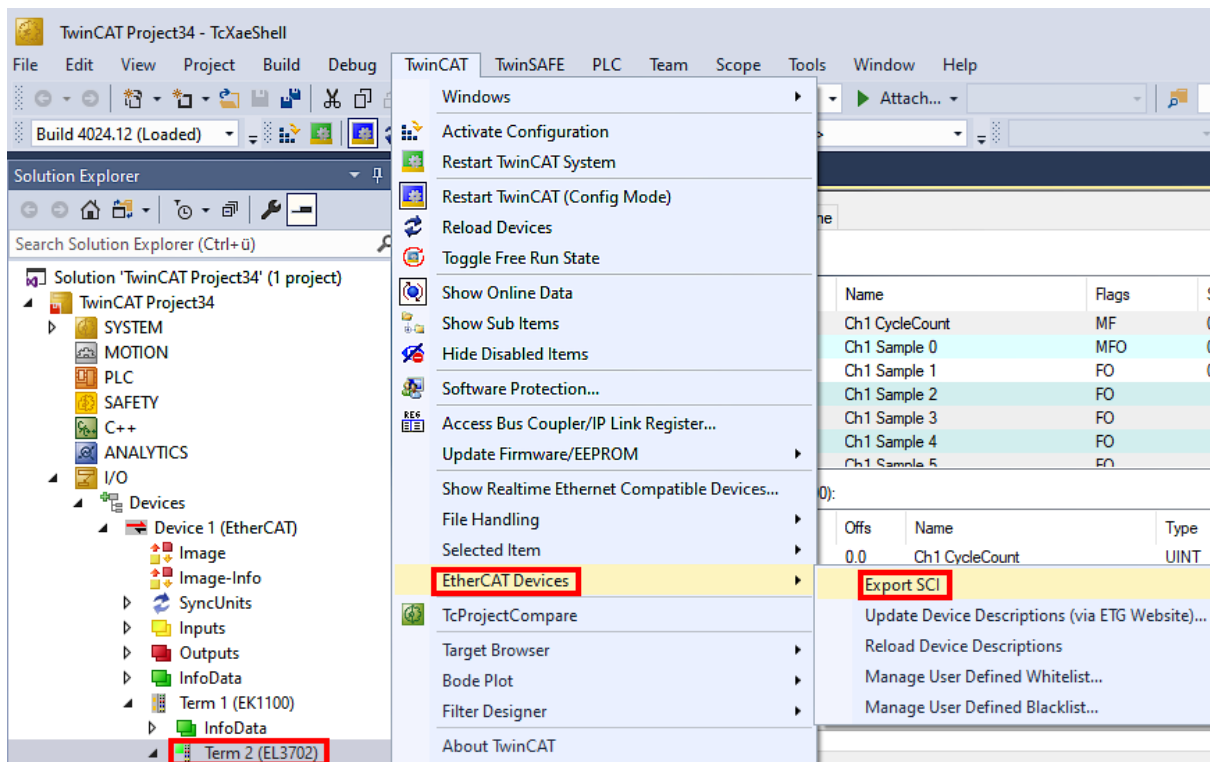 TwinCAT Project34 - TcXaeShell
File Edit View Project Build Debug TwinCAT TwinSAFE PLC Team Scope Tools Window Help
Attach...
Build 4024.12 (Loaded)
Solution Explorer
Search Solution Explorer (Ctrl+ü)
Solution 'TwinCAT Project34' (1 project)
TwinCAT Project34
SYSTEM
MOTION
PLC
SAFETY
C++
ANALYTICS
I/O
Devices
Device 1 (EtherCAT)
Image
Image-Info
SyncUnits
Inputs
Outputs
InfoData
Term 1 (EK1100)
InfoData
Term 2 (EL3702)
Windows
Activate Configuration
Restart TwinCAT System
Restart TwinCAT (Config Mode)
Reload Devices
Toggle Free Run State
Show Online Data
Show Sub Items
Hide Disabled Items
Software Protection...
REG
Access Bus Coupler/IP Link Register...
Update Firmware/EEPROM
Show Realtime Ethernet Compatible Devices...
File Handling
Selected Item
EtherCAT Devices
TcProjectCompare
Target Browser
Bode Plot
Filter Designer
About TwinCAT
Name Flags
Ch1 CycleCount MF
Ch1 Sample 0 MFO
Ch1 Sample 1 FO
Ch1 Sample 2 FO
Ch1 Sample 3 FO
Ch1 Sample 4 FO
Ch1 Sample 5 FO
Offs Name Type
0.0 Ch1 CycleCount UINT
Export SCI
Update Device Descriptions (via ETG Website)...
Reload Device Descriptions
Manage User Defined Whitelist...
Manage User Defined Blacklist...